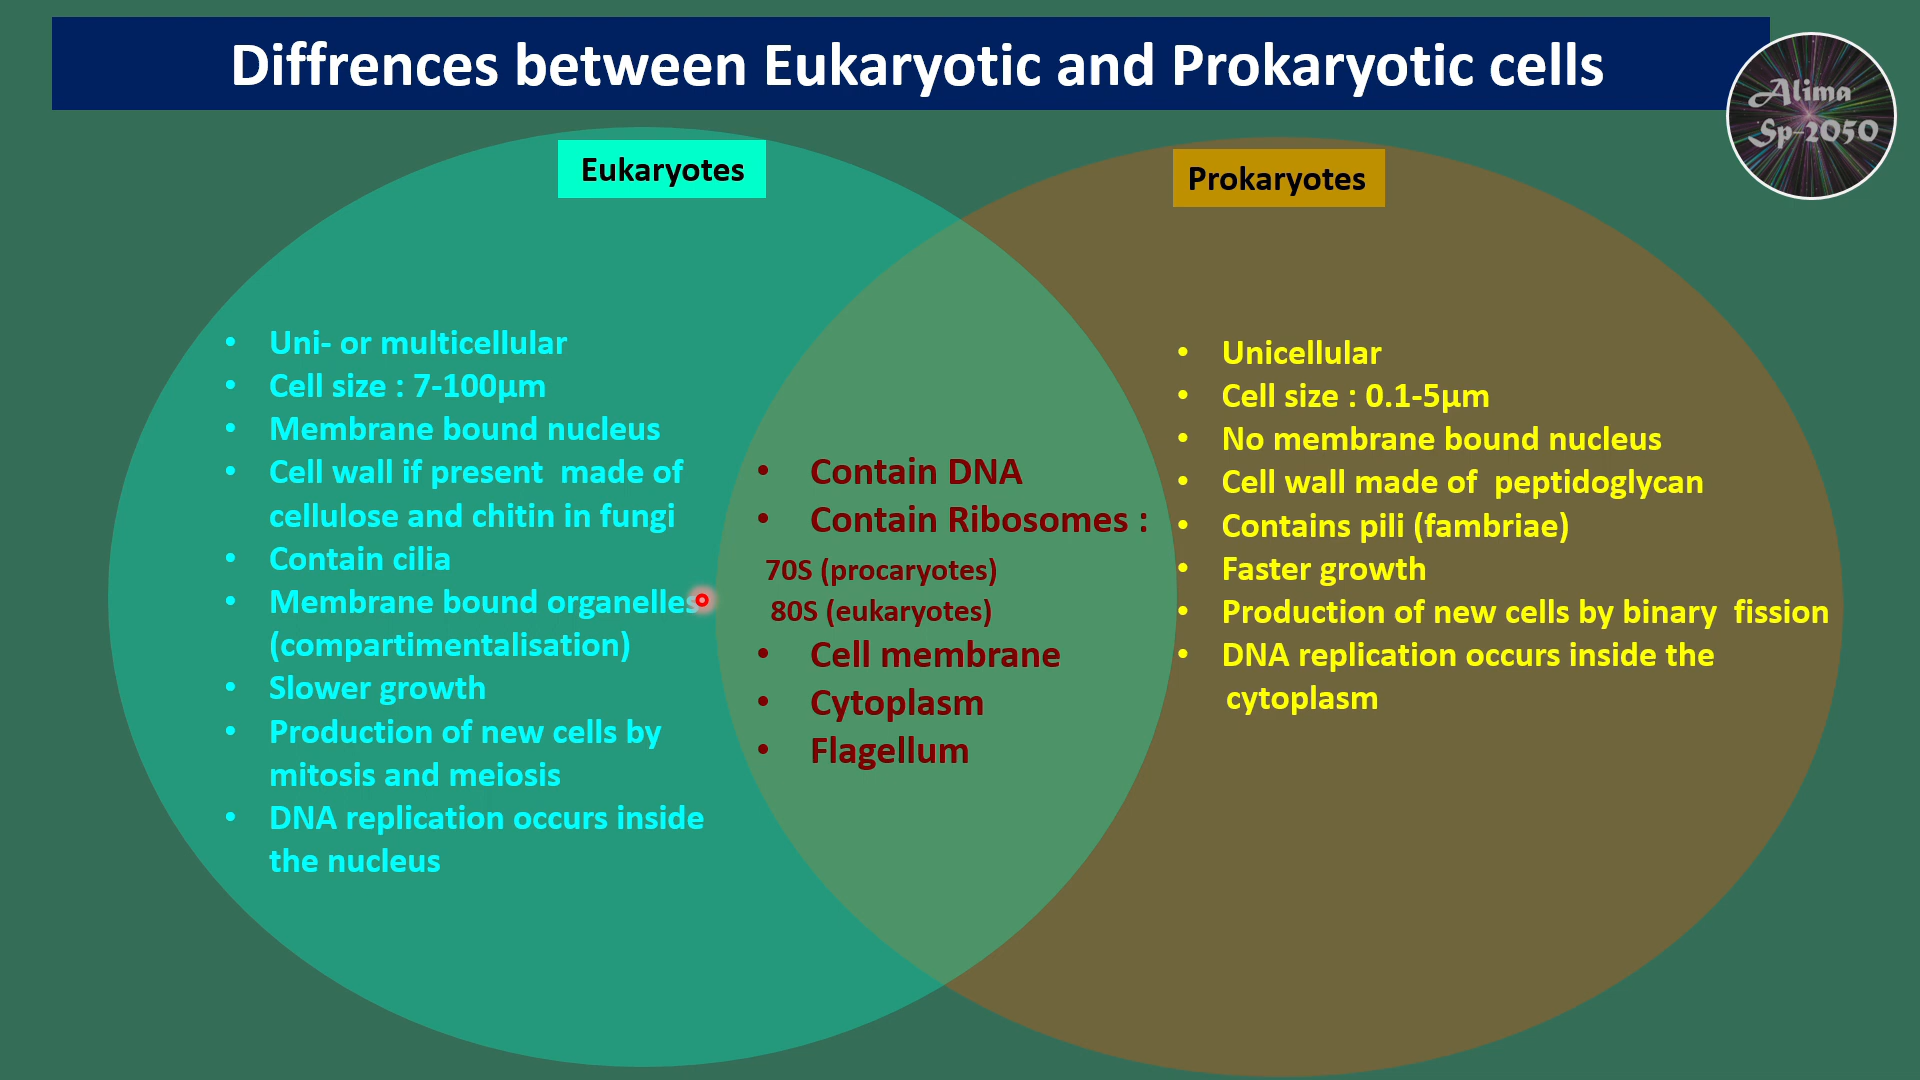 Diffrences between Eukaryotic and Prokaryotic cells
Alima
Sp-2050
Eukaryotes
• Uni- or multicellular
• Cell size : 7-100µm
• Membrane bound nucleus
• Cell wall if present  made of
cellulose and chitin in fungi
• Contain cilia
• Membrane bound organelles
(compartimentalisation)
• Slower growth
• Production of new cells by
mitosis and meiosis
• DNA replication occurs inside
the nucleus
• Contain DNA
• Contain Ribosomes :
70S (procaryotes)
80S (eukaryotes)
• Cell membrane
• Cytoplasm
• Flagellum
Prokaryotes
• Unicellular
• Cell size : 0.1-5µm
• No membrane bound nucleus
• Cell wall made of  peptidoglycan
• Contains pili (fambriae)
• Faster growth
• Production of new cells by binary  fission
• DNA replication occurs inside the
cytoplasm